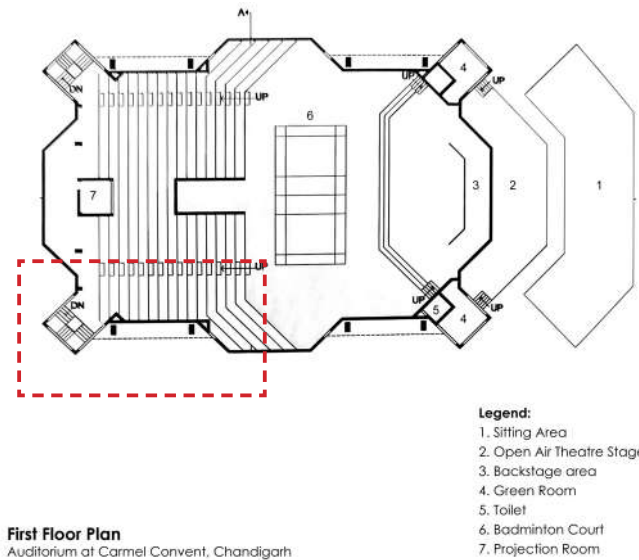 A
4
DN
UP
UP
UP
6
7
3
2
1
UP
DN
UP
5
4
UP
Legend:
1. Sitting Area
2. Open Air Theatre Stage
3. Backstage area
4. Green Room
5. Toilet
6. Badminton Court
7. Projection Room
First Floor Plan
Auditorium at Carmel Convent, Chandigarh